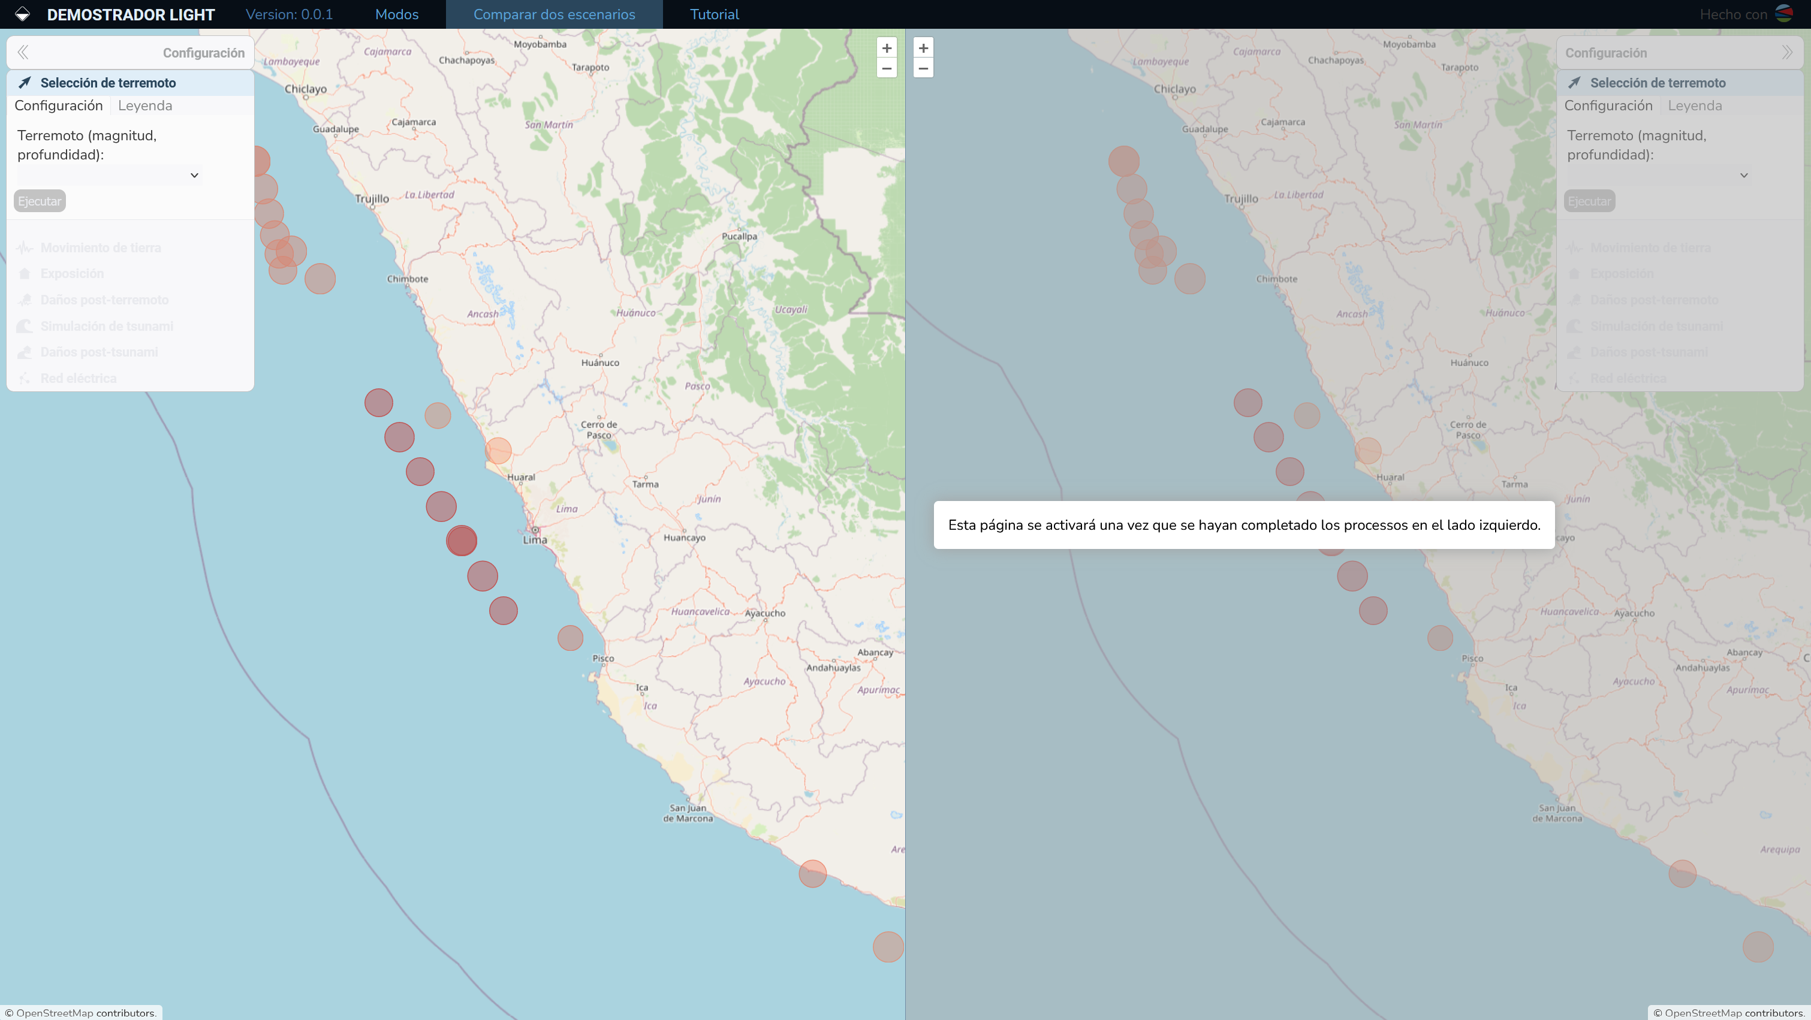 DEMOSTRADOR LIGHT
Version: 0.0.1
Modos
Comparar dos escenarios
Tutorial
Hecho con
Configuración
Selección de terremoto
Configuración
Leyenda
Terremoto (magnitud,
profundidad):
Ejecutar
Movimiento de tierra
Exposición
Daños post-terremoto
Simulación de tsunami
Daños post-tsunami
Red eléctrica
+
−
Cajamarca
Moyobamba
Lambayeque
Chachapoyas
Tarapoto
Chiclayo
Guadalupe
Cajamarca
San Martín
La Libertad
Trujillo
Pucallpa
Chimbote
Ancash
Huánuco
Ucayali
Huánuco
Pasco
Cerro de
Pasco
Huaral
Tarma
Junín
Lima
Lima
Huancayo
Huancavelica
Ayacucho
Pisco
Abancay
Andahuaylas
Ica
Ica
Ayacucho
Apurímac
San Juan
de Marcona
Are
© OpenStreetMap contributors.
+
−
Configuración
Selección de terremoto
Configuración
Leyenda
Terremoto (magnitud,
profundidad):
Ejecutar
Movimiento de tierra
Exposición
Daños post-terremoto
Simulación de tsunami
Daños post-tsunami
Red eléctrica
Cajamarca
Moyobamba
Lambayeque
Chachapoyas
Tarapoto
Chiclayo
Guadalupe
Cajamarca
San Martín
La Libertad
Trujillo
Chimbote
Ancash
Huánuco
Huánuco
Pasco
Cerro de
Pasco
Huaral
Tarma
Junín
Esta página se activará una vez que se hayan completado los processos en el lado izquierdo.
cayo
Huancavelica
Ayacucho
Pisco
Abancay
Andahuaylas
C
Ica
Ica
Ayacucho
Apurímac
San Juan
de Marcona
Arequipa
© OpenStreetMap contributors.